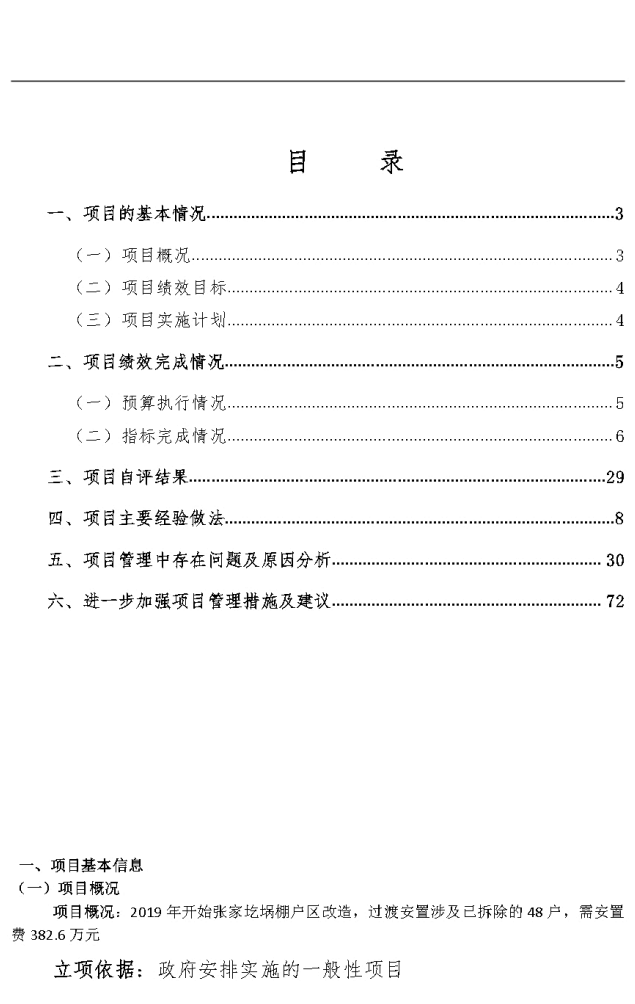 目 录
一、项目的基本情况............3
（一）项目概况............3
（二）项目绩效目标............4
（三）项目实施计划............4
二、项目绩效完成情况............5
（一）预算执行情况............5
（二）指标完成情况............6
三、项目自评结果............29
四、项目主要经验做法............8
五、项目管理中存在问题及原因分析............30
六、进一步加强项目管理措施及建议............72
一、项目基本信息
（一）项目概况
项目概况：2019 年开始张家圪埚棚户区改造，过渡安置涉及已拆除的 48 户，需安置
费 382.6 万元
立项依据：政府安排实施的一般性项目